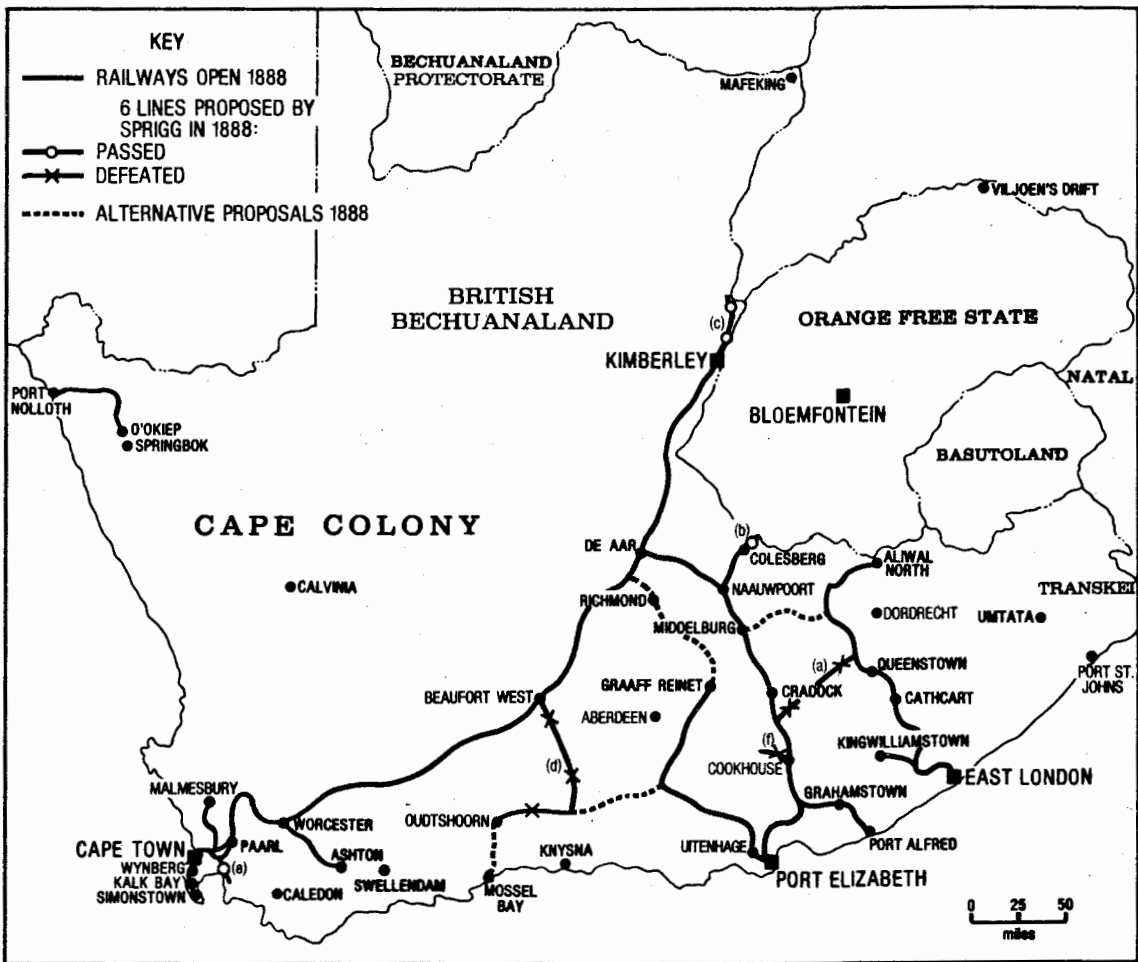 KEY
RAILWAYS OPEN 1888
6 LINES PROPOSED BY
SPRIGG IN 1888:
PASSED
DEFEATED
ALTERNATIVE PROPOSALS 1888
BECHUANALAND
PROTECTORATE
MAFEKING
VILJOEN'S DRIFT
BRITISH
BECHUANALAND
(c)
ORANGE FREE STATE
KIMBERLEY
NATAL
PORT
NOLLOTH
BLOEMFONTEIN
O'OKIEP
SPRINGBOK
BASUTOLAND
CAPE COLONY
(b)
DE AAR
COLESBERG
ALIWAL
NORTH
CALVINIA
NAAUWPOORT
TRANSKEI
RICHMOND
DORDRECHT
UMTATA
MIDDELBURG
PORT ST.
JOHNS
(a)
QUEENSTOWN
GRAAFF REINET
CRADOCK
CATHCART
BEAUFORT WEST
ABERDEEN
(f)
KINGWILLIAMSTOWN
(d)
COOKHOUSE
EAST LONDON
MALMESBURY
GRAHAMSTOWN
WORCESTER
OUDTSHOORN
PORT ALFRED
PAARL
CAPE TOWN
UITENHAGE
ASHTON
KNYSNA
WYNBERG
(e)
SWELLENDAM
PORT ELIZABETH
KALK BAY
CALEDON
MOSSEL
BAY
SIMONSTOWN
0 25 50
miles